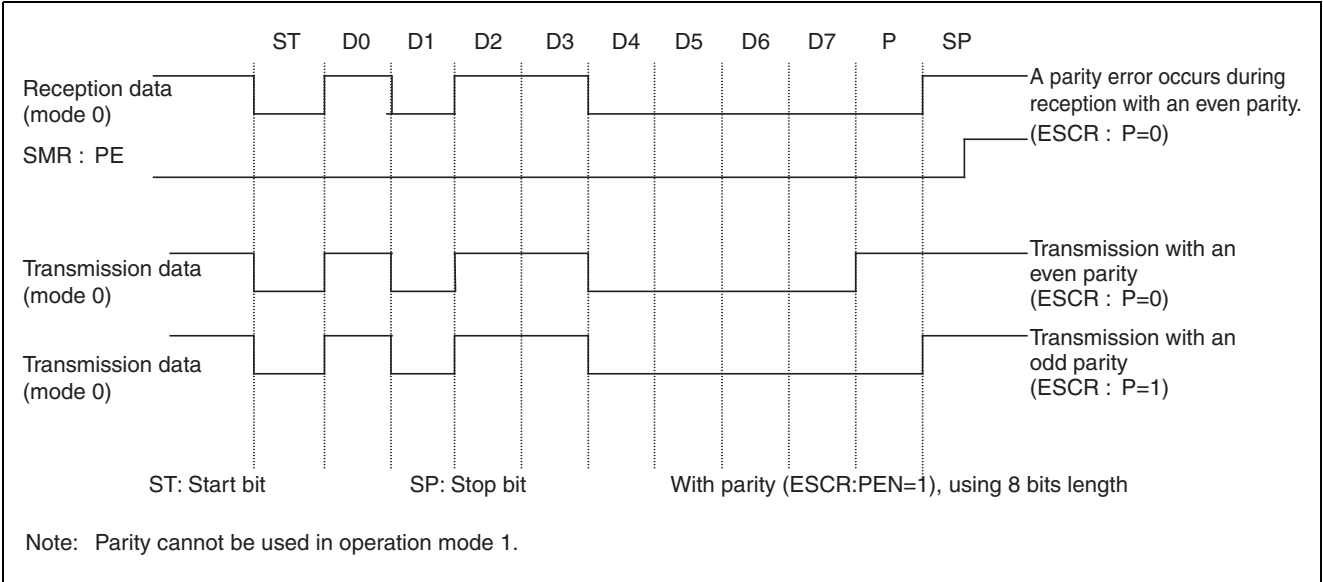 ST D0 D1 D2 D3 D4 D5 D6 D7 P SP
Reception data
(mode 0)
A parity error occurs during
reception with an even parity.
(ESCR : P=0)
SMR : PE
Transmission data
(mode 0)
Transmission with an
even parity
(ESCR : P=0)
Transmission data
(mode 0)
Transmission with an
odd parity
(ESCR : P=1)
ST: Start bit SP: Stop bit With parity (ESCR:PEN=1), using 8 bits length
Note: Parity cannot be used in operation mode 1.